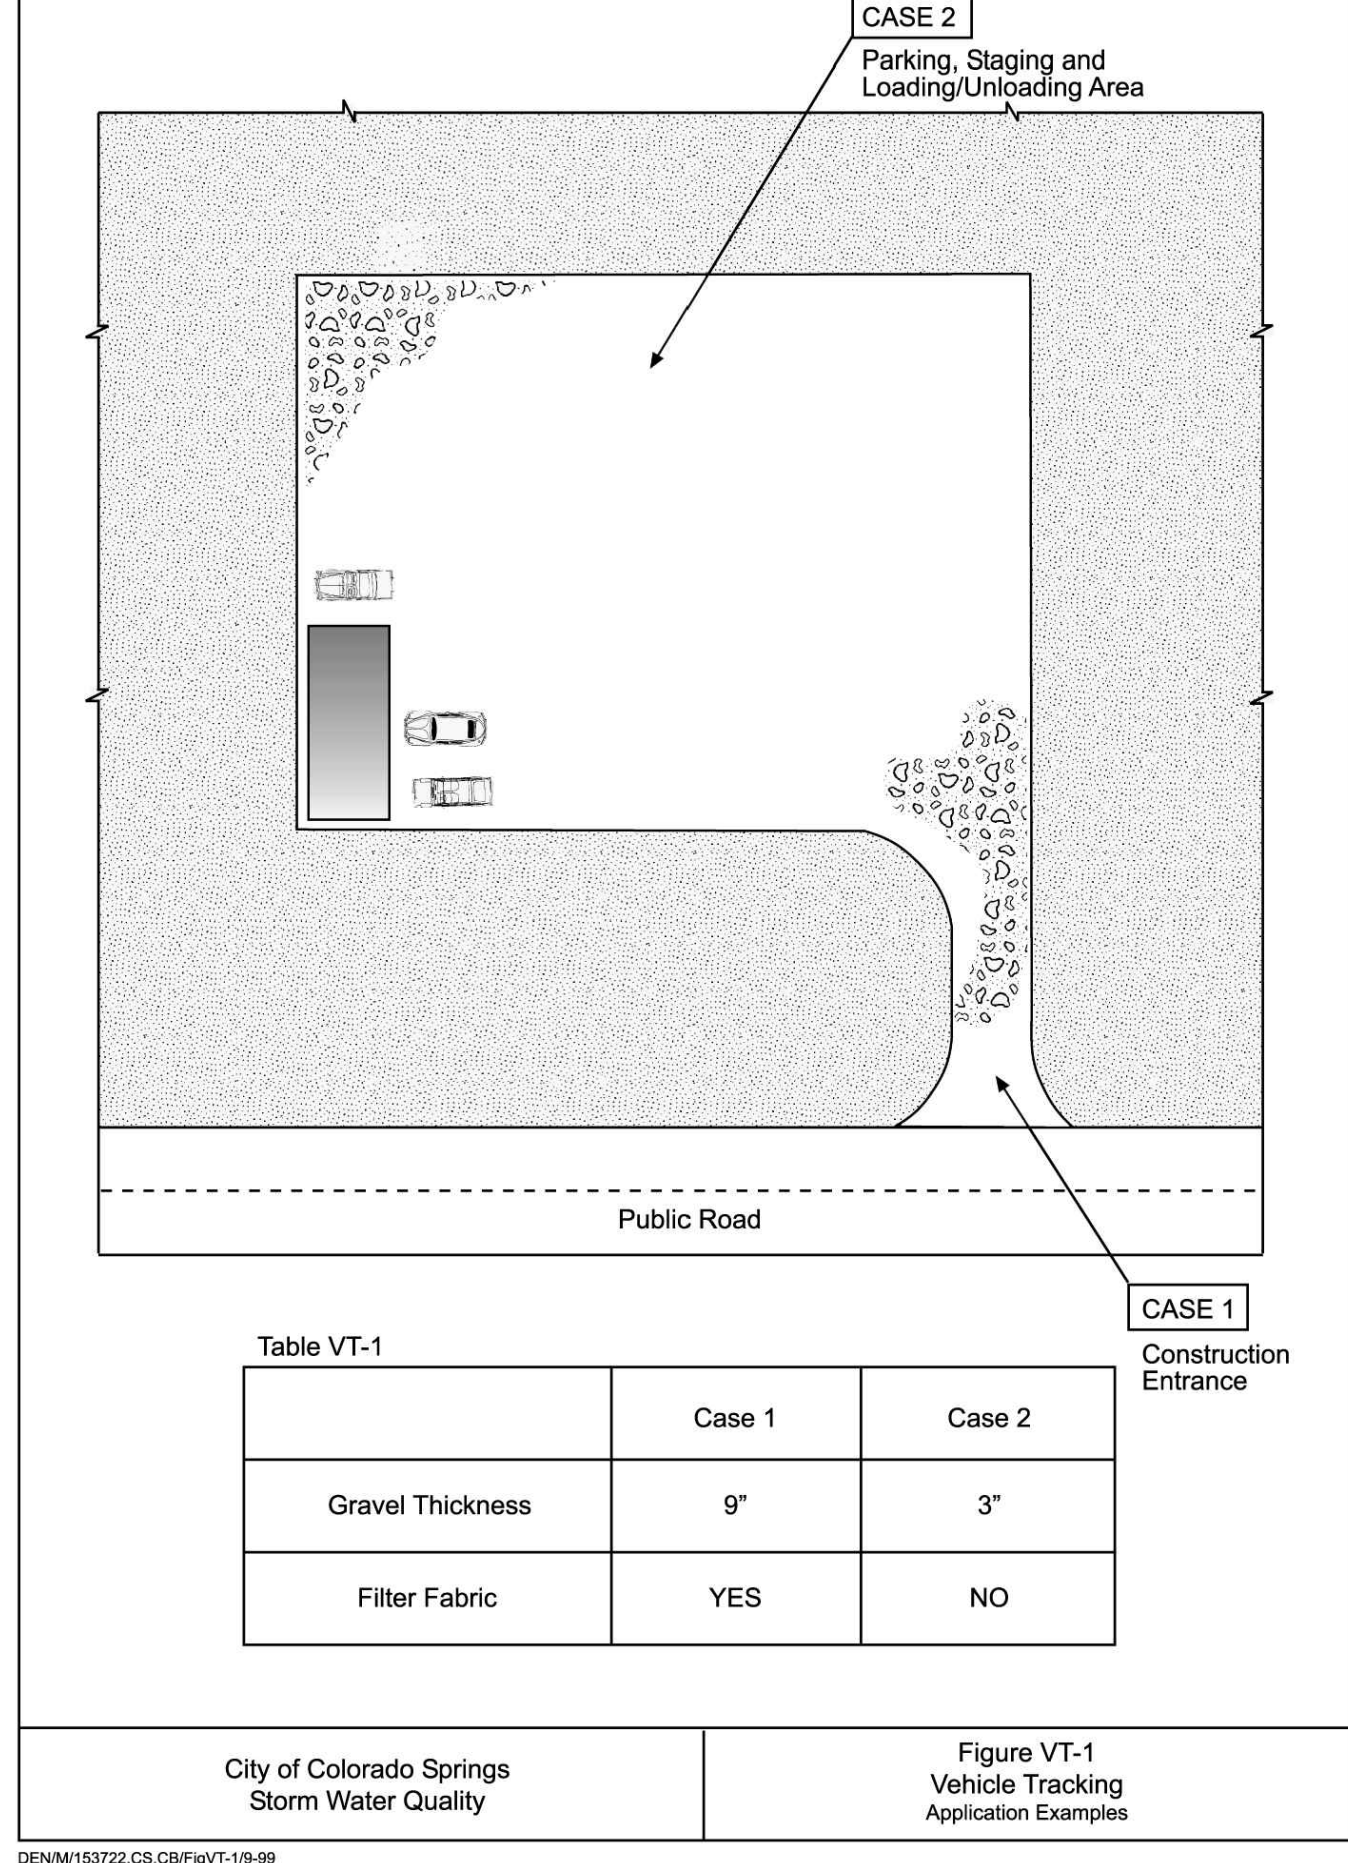 CASE 2
Parking, Staging and
Loading/Unloading Area
Public Road
CASE 1
Construction
Entrance
Table VT-1
Case 1 Case 2
Gravel Thickness 9” 3”
Filter Fabric YES NO
City of Colorado Springs
Storm Water Quality
Figure VT-1
Vehicle Tracking
Application Examples
DEN/M/153722.CS.CB/FigVT-1/9-99